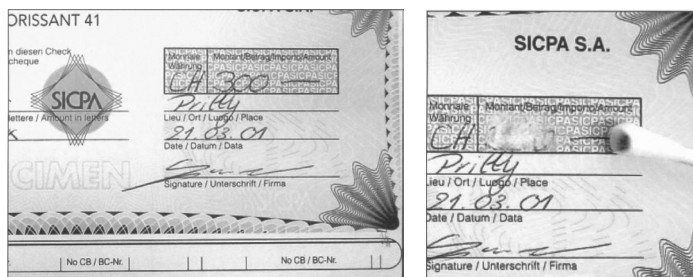 ORISSANT 41
SICPA S.A.
n diesen Check
cheque
Monnaie
Währung
Montant/Betrag/Importo/Amount
CH 300
SICPA
Prilly
lettere / Amount in letters
Lieu / Ort / Luogo / Place
21.03.01
Date / Datum / Data
CIMEN
Signature / Unterschrift / Firma
No CB / BC-Nr.
No CB / BC-Nr.
SICPA S.A.
Monnaie
Währung
Montant/Betrag/Importo/Amount
CH
Prilly
Lieu / Ort / Luogo / Place
21.03.01
Date / Datum / Data
Signature / Unterschrift / Firma